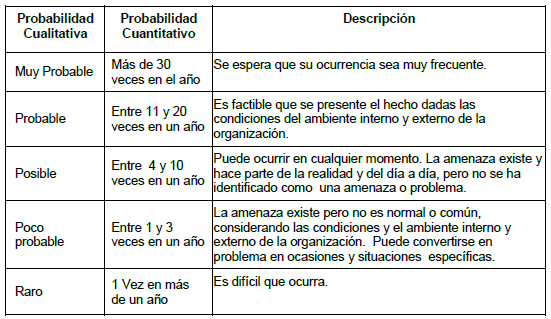 Probabilidad Cualitativa
Probabilidad Cuantitativo
Descripción
Muy Probable
Más de 30
veces en el año
Se espera que su ocurrencia sea muy frecuente.
Probable
Entre 11 y 20
veces en un año
Es factible que se presente el hecho dadas las
condiciones del ambiente interno y externo de la
organización.
Posible
Entre 4 y 10
veces en un año
Puede ocurrir en cualquier momento. La amenaza existe y
hace parte de la realidad y del día a día, pero no se ha
identificado como una amenaza o problema.
Poco
probable
Entre 1 y 3
veces en un año
La amenaza existe pero no es normal o común,
considerando las condiciones y el ambiente interno y
externo de la organización. Puede convertirse en
problema en ocasiones y situaciones específicas.
Raro
1 Vez en más
de un año
Es difícil que ocurra.